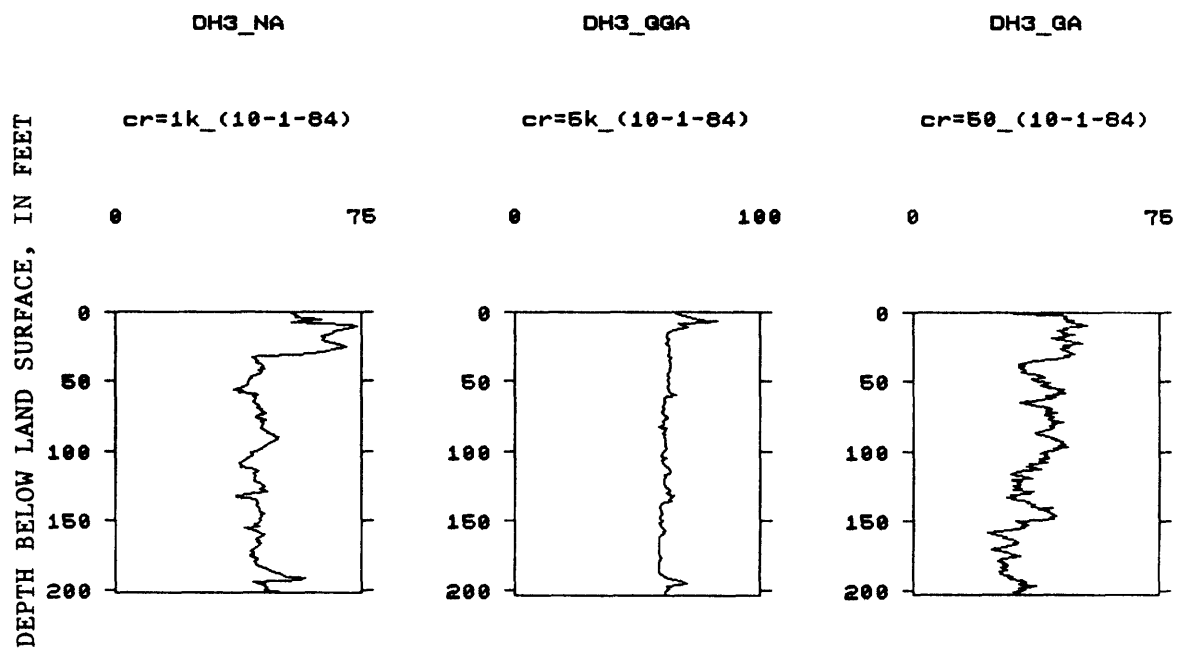 DH3_NA DH3_GGA DH3_GA
cr=1k_(10-1-84) cr=5k_(10-1-84) cr=50_(10-1-84)
0 75 0 100 0 75
DEPTH BELOW LAND SURFACE, IN FEET
0 0 0
50 50 50
100 100 100
150 150 150
200 200 200